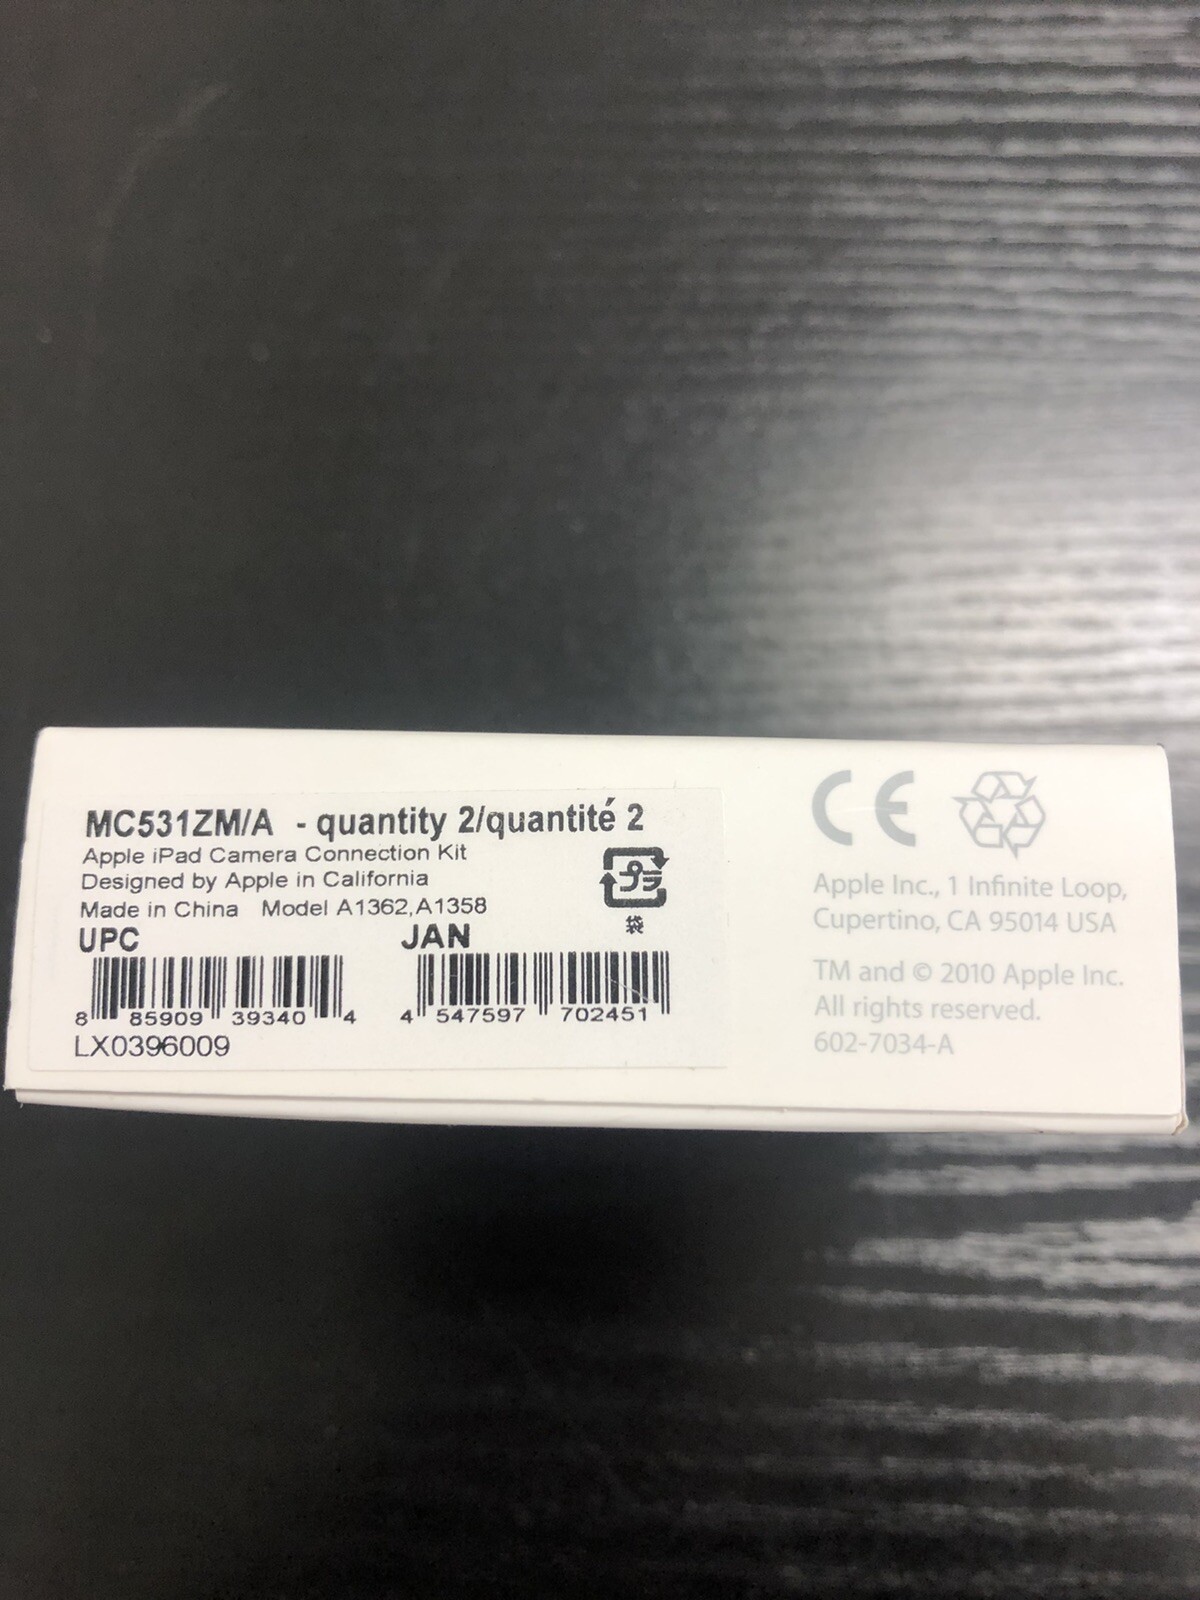 MC531ZM/A - quantity 2/quantité 2
Apple iPad Camera Connection Kit
Designed by Apple in California
Made in China Model A1362,A1358
プラ
袋
UPC
8 85909 39340 4
JAN
4 547597 702451
LX0396009
CE
Apple Inc., 1 Infinite Loop,
Cupertino, CA 95014 USA
TM and © 2010 Apple Inc.
All rights reserved.
602-7034-A